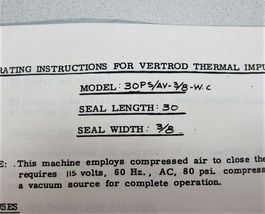 RATING INSTRUCTIONS FOR VERTROD THERMAL IMPU
MODEL: 30PS/AV-3/8-W.C
SEAL LENGTH: 30
SEAL WIDTH: 3/8
E: This machine employs compressed air to close the
requires 115 volts, 60 Hz., AC, 80 psi. compress
a vacuum source for complete operation.
USES